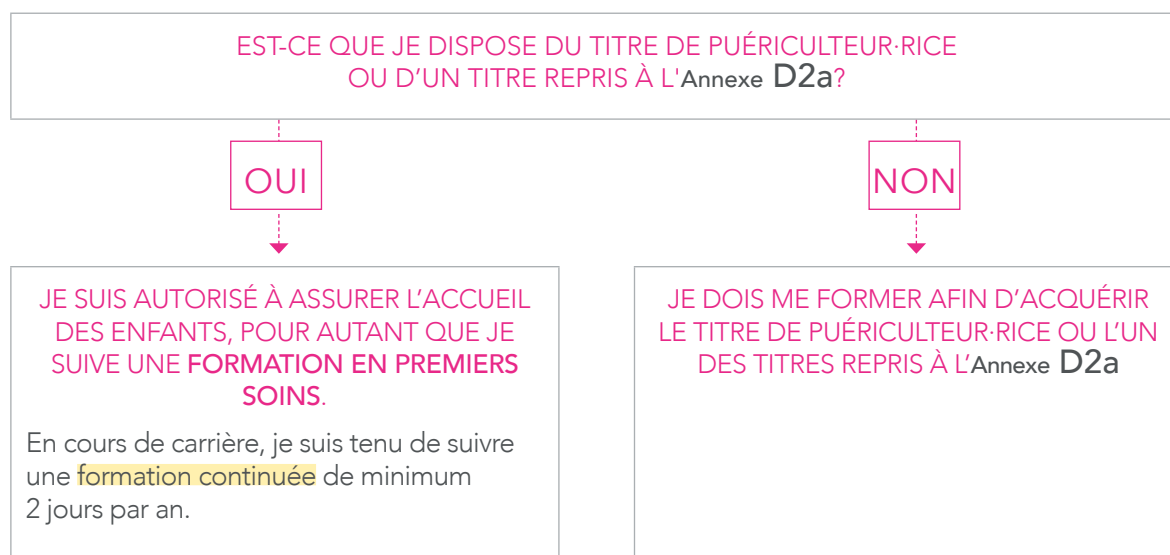 EST-CE QUE JE DISPOSE DU TITRE DE PUÉRICULTEUR·RICE
OU D'UN TITRE REPRIS À L'Annexe D2a?
OUI
NON
JE SUIS AUTORISÉ À ASSURER L’ACCUEIL
DES ENFANTS, POUR AUTANT QUE JE
SUIVE UNE FORMATION EN PREMIERS
SOINS.
En cours de carrière, je suis tenu de suivre
une formation continuée de minimum
2 jours par an.
JE DOIS ME FORMER AFIN D’ACQUÉRIR
LE TITRE DE PUÉRICULTEUR·RICE OU L’UN
DES TITRES REPRIS À L’Annexe D2a